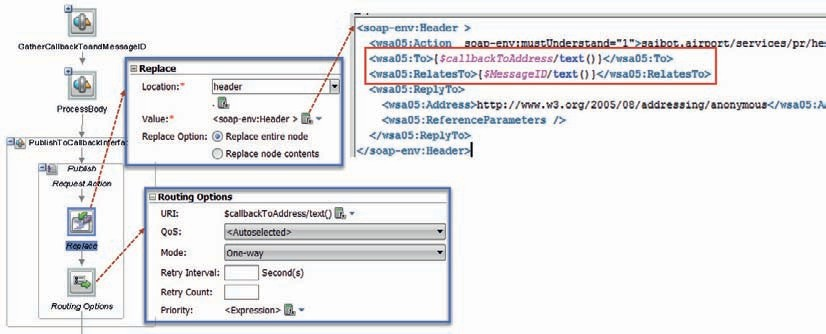 GatherCallbackToandMessageID
ProcessBody
PublishToCallbackInterfa
Publish
Request Action
Replace
Routing Options
Replace
Location:* header
.
Value:* <soap-env:Header >
Replace Option: Replace entire node
Replace node contents
Routing Options
URI: $callbackToAddress/text()
QoS: <Autoselected>
Mode: One-way
Retry Interval: Second(s)
Retry Count:
Priority: <Expression>
<soap-env:Header >
<wsa05:Action soap-env:mustUnderstand="1">saibot.airport/services/pr/hes
<wsa05:To>{$callbackToAddress/text()}</wsa05:To>
<wsa05:RelatesTo>{$MessageID/text()}</wsa05:RelatesTo>
<wsa05:ReplyTo>
<wsa05:Address>http://www.w3.org/2005/08/addressing/anonymous</wsa05:A
<wsa05:ReferenceParameters />
</wsa05:ReplyTo>
</soap-env:Header>